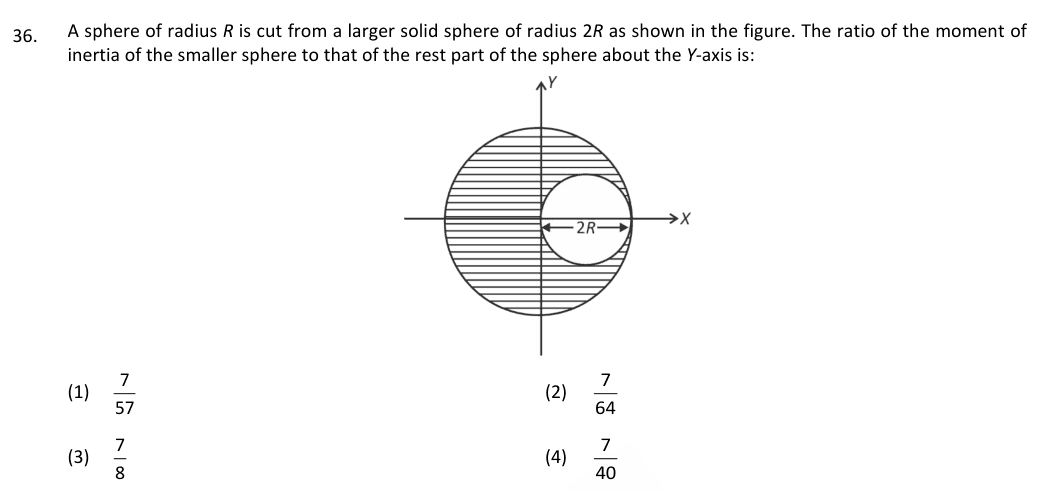 36. A sphere of radius R is cut from a larger solid sphere of radius 2R as shown in the figure. The ratio of the moment of
inertia of the smaller sphere to that of the rest part of the sphere about the Y-axis is:
Y
X
2R
(1) 7/57
(2) 7/64
(3) 7/8
(4) 7/40